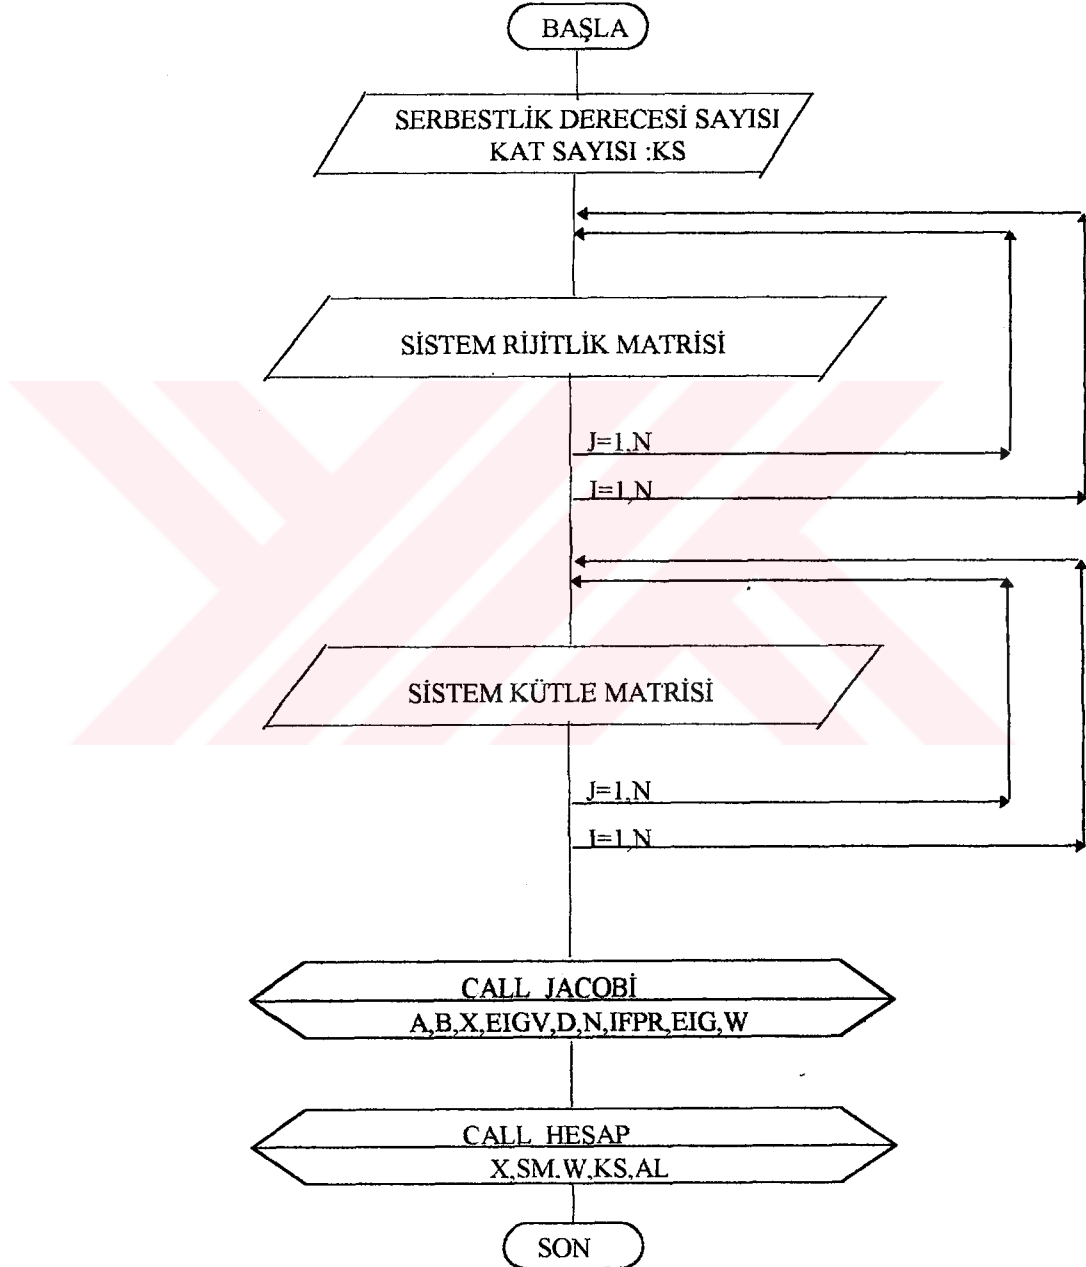 BAŞLA
SERBESTLİK DERECESİ SAYISI
KAT SAYISI :KS
SİSTEM RİJİTLİK MATRİSİ
J=1,N
I=1,N
SİSTEM KÜTLE MATRİSİ
J=1,N
I=1,N
CALL JACOBİ
A,B,X,EIGV,D,N,IFPR,EIG,W
CALL HESAP
X,SM,W,KS,AL
SON